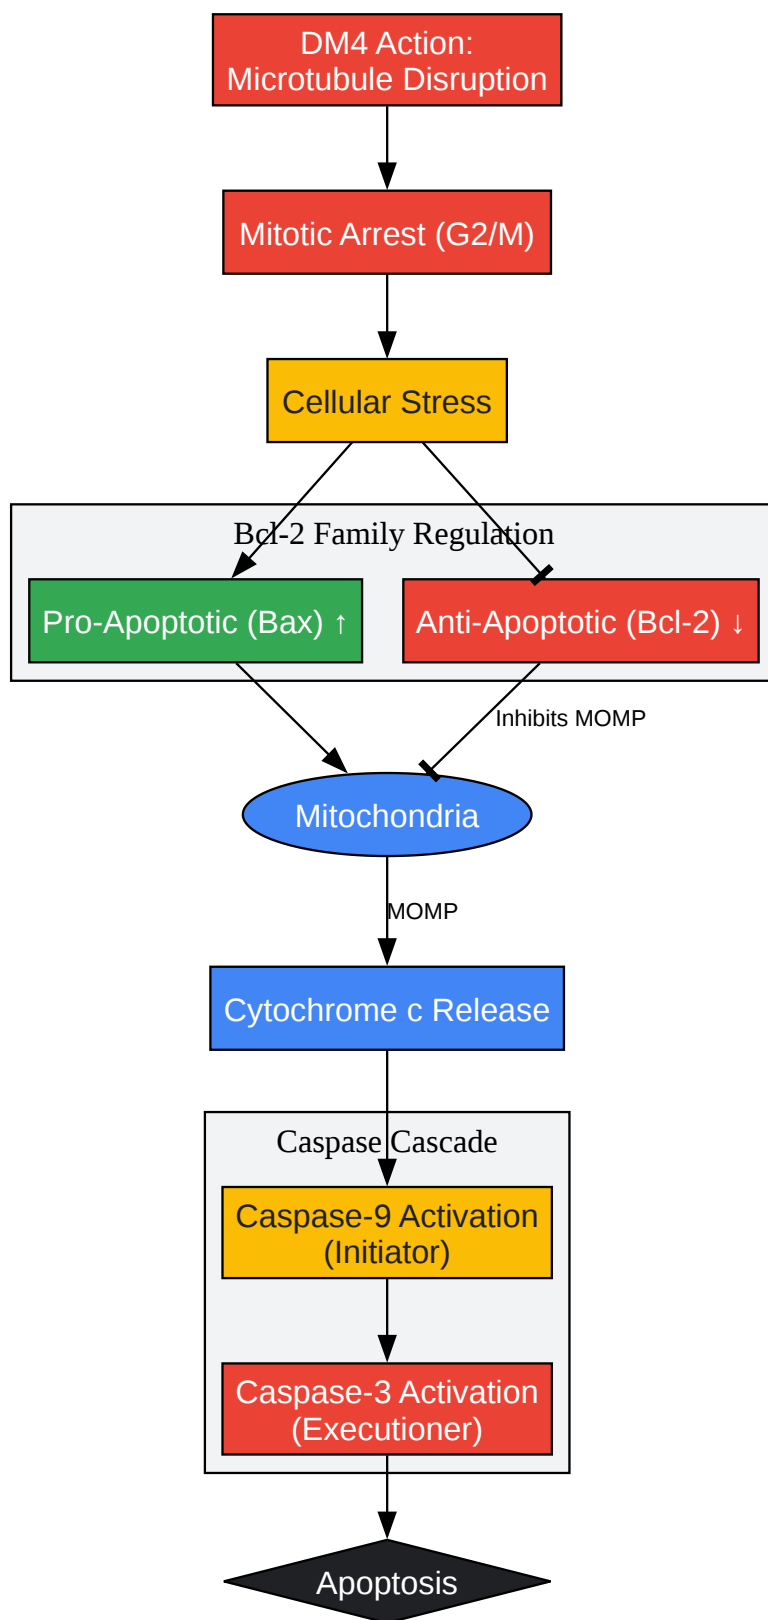 DM4 Action:
Microtubule Disruption
Mitotic Arrest (G2/M)
Cellular Stress
Bcl-2 Family Regulation
Pro-Apoptotic (Bax) ↑
Anti-Apoptotic (Bcl-2) ↓
Inhibits MOMP
Mitochondria
MOMP
Cytochrome c Release
Caspase Cascade
Caspase-9 Activation
(Initiator)
Caspase-3 Activation
(Executioner)
Apoptosis